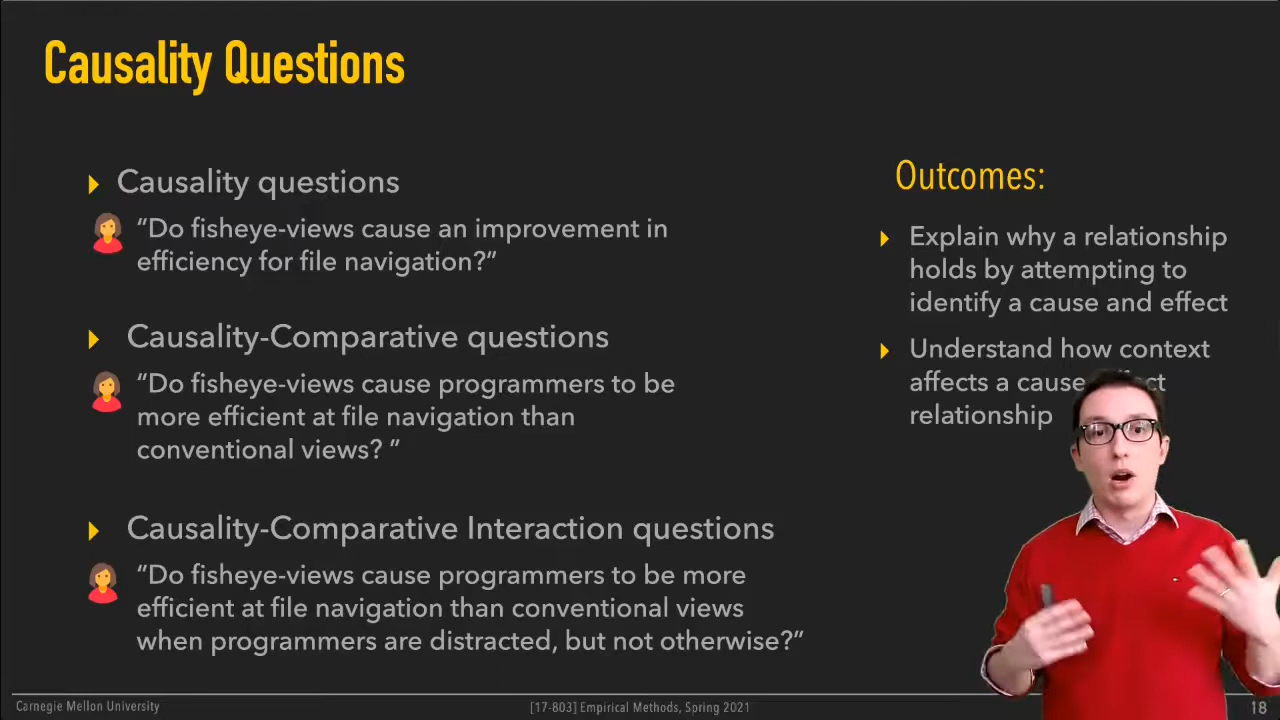 Causality Questions
Causality questions
“Do fisheye-views cause an improvement in
efficiency for file navigation?”
Causality-Comparative questions
“Do fisheye-views cause programmers to be
more efficient at file navigation than
conventional views? ”
Causality-Comparative Interaction questions
“Do fisheye-views cause programmers to be more
efficient at file navigation than conventional views
when programmers are distracted, but not otherwise?”
Outcomes:
Explain why a relationship
holds by attempting to
identify a cause and effect
Understand how context
affects a cause
relationship
Carnegie Mellon University
[17-803] Empirical Methods, Spring 2021
18